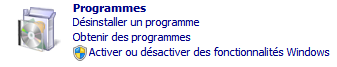 Programmes
Désinstaller un programme
Obtenir des programmes
Activer ou désactiver des fonctionnalités Windows